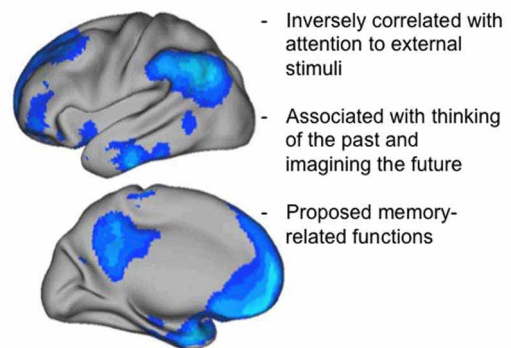 - Inversely correlated with
attention to external
stimuli
- Associated with thinking
of the past and
imagining the future
- Proposed memory-
related functions